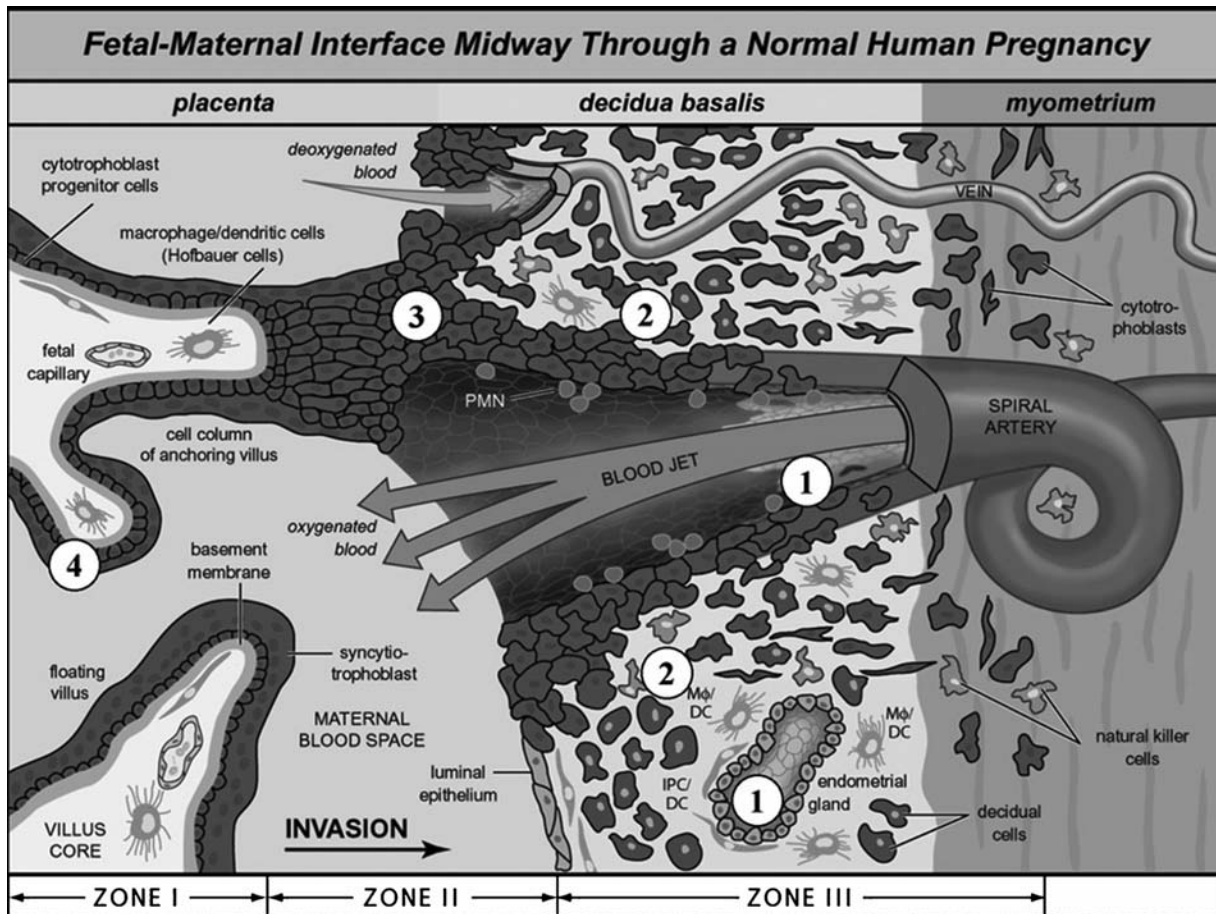 Fetal-Maternal Interface Midway Through a Normal Human Pregnancy
placenta
decidua basalis
myometrium
cytotrophoblast
progenitor cells
deoxygenated
blood
macrophage/dendritic cells
(Hofbauer cells)
VEIN
3
2
cytotro-
phoblasts
fetal
capillary
PMN
SPIRAL
ARTERY
cell column
of anchoring villus
BLOOD JET
1
oxygenated
blood
4
basement
membrane
floating
villus
syncytio-
trophoblast
2
Mϕ/
DC
Mϕ/
DC
natural killer
cells
MATERNAL
BLOOD SPACE
luminal
epithelium
IPC/
DC
1
endometrial
gland
decidual
cells
VILLUS
CORE
INVASION
ZONE I
ZONE II
ZONE III